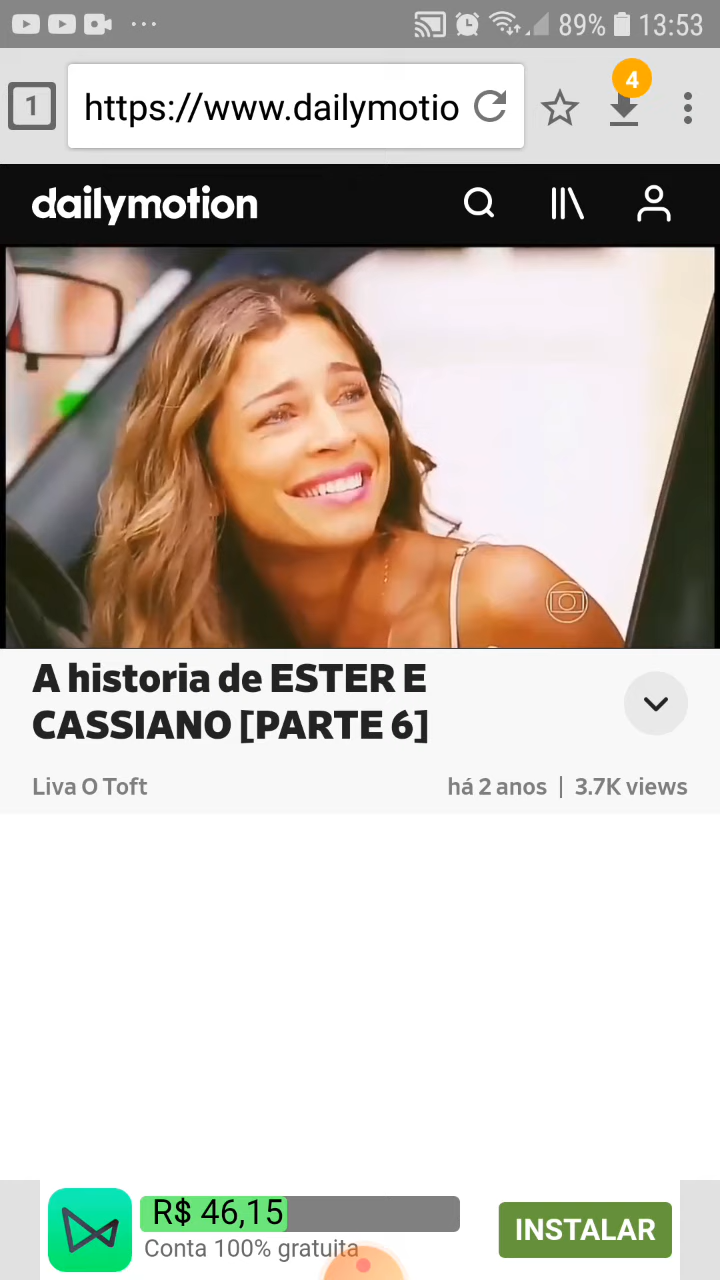 89% 13:53
1 https://www.dailymotio 4
dailymotion
A historia de ESTER E
CASSIANO [PARTE 6]
Liva O Toft há 2 anos | 3.7K views
R$ 46,15
Conta 100% gratuita
INSTALAR